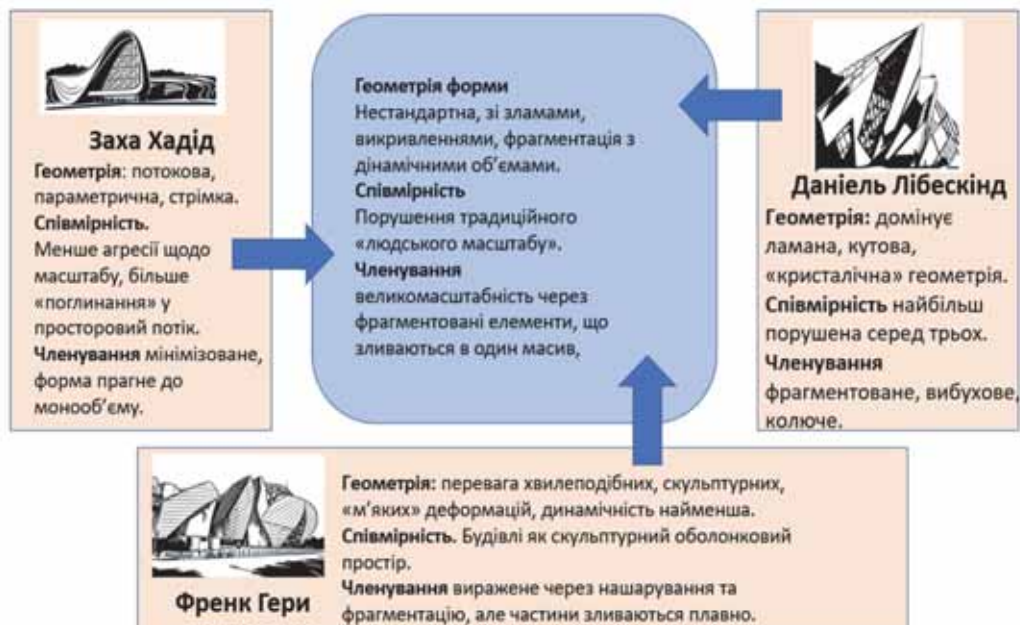 Заха Хадід
Геометрія: потокова,
параметрична, стрімка.
Співмірність.
Менше агресії щодо
масштабу, більше
«поглинання» у
просторовий потік.
Членування мінімізоване,
форма прагне до
монооб’єму.
Геометрія форми
Нестандартна, зі зламами,
викривленнями, фрагментація з
дінамічними об’ємами.
Співмірність
Порушення традиційного
«людського масштабу».
Членування
великомасштабність через
фрагментовані елементи, що
зливаються в один масив,
Даніель Лібескінд
Геометрія: домінує
ламана, кутова,
«кристалічна» геометрія.
Співмірність найбільш
порушена серед трьох.
Членування
фрагментоване, вибухове,
колюче.
Френк Гери
Геометрія: перевага хвилеподібних, скульптурних,
«м’яких» деформацій, динамічність найменша.
Співмірність. Будівлі як скульптурний оболонковий
простір.
Членування виражене через нашарування та
фрагментацію, але частини зливаються плавно.